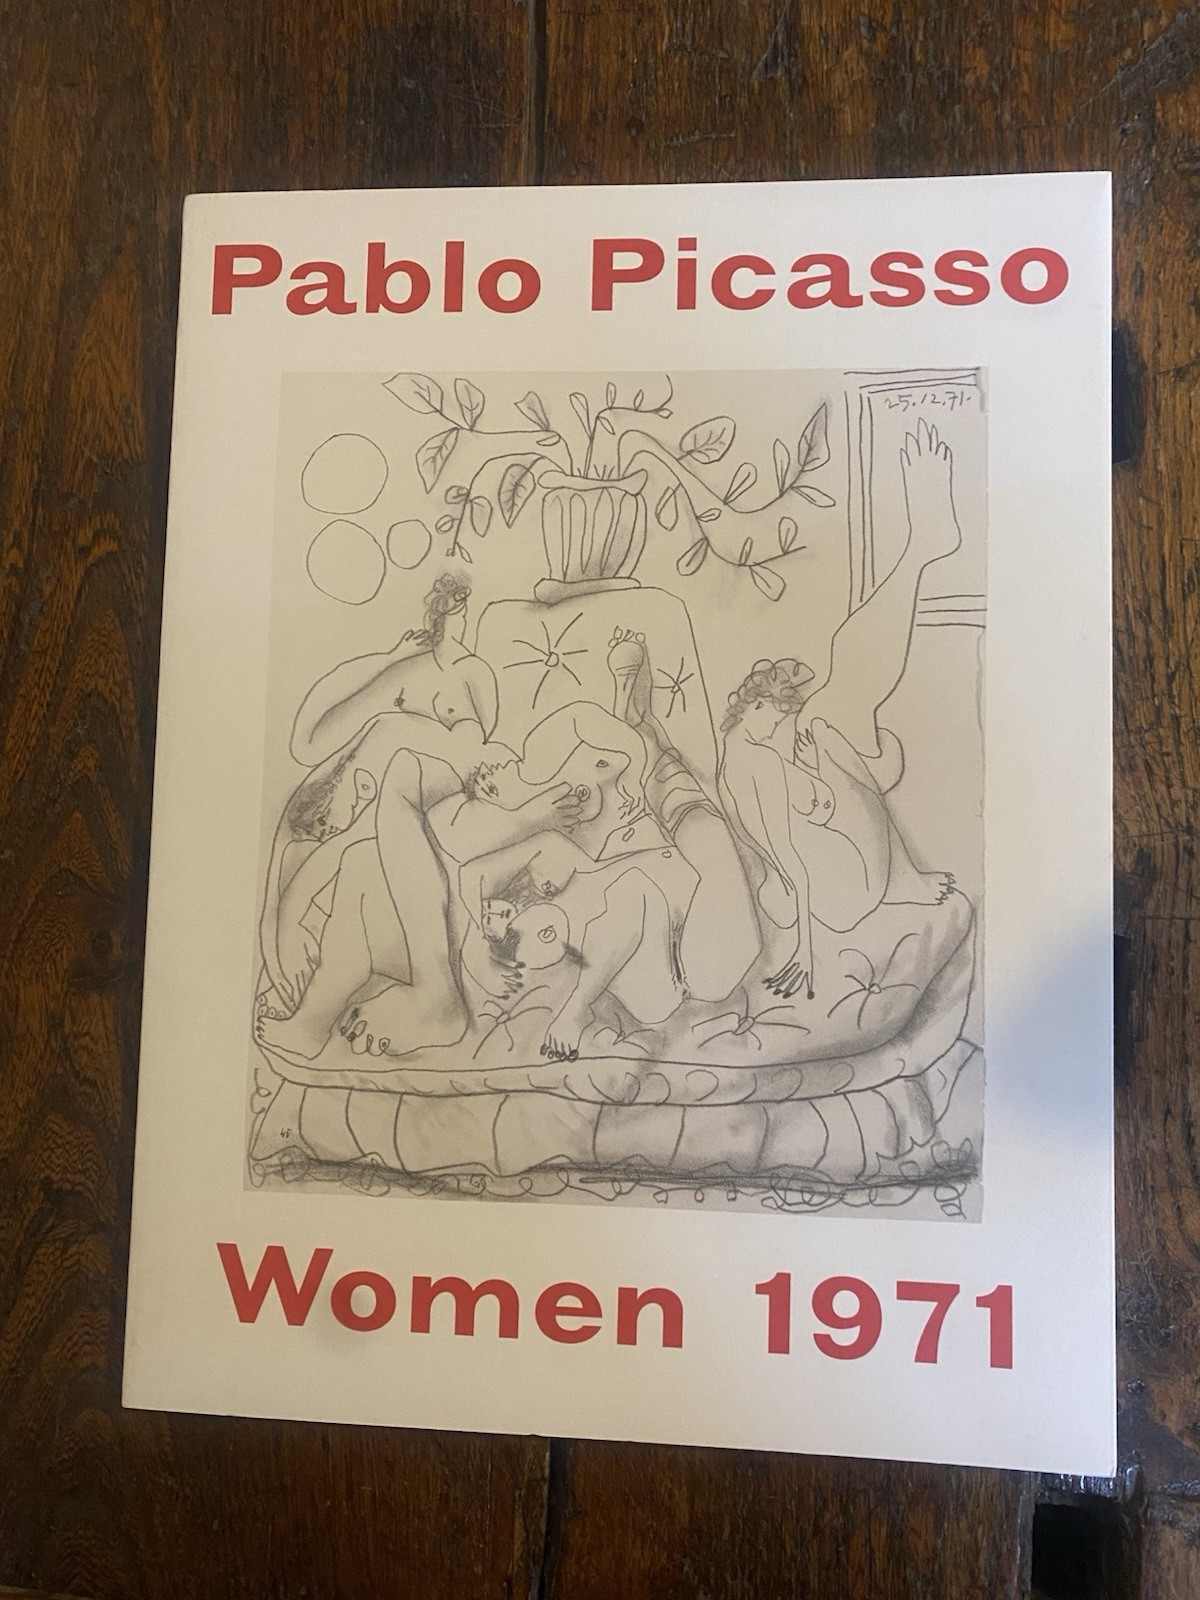 Pablo Picasso
25.12.71.
Women 1971